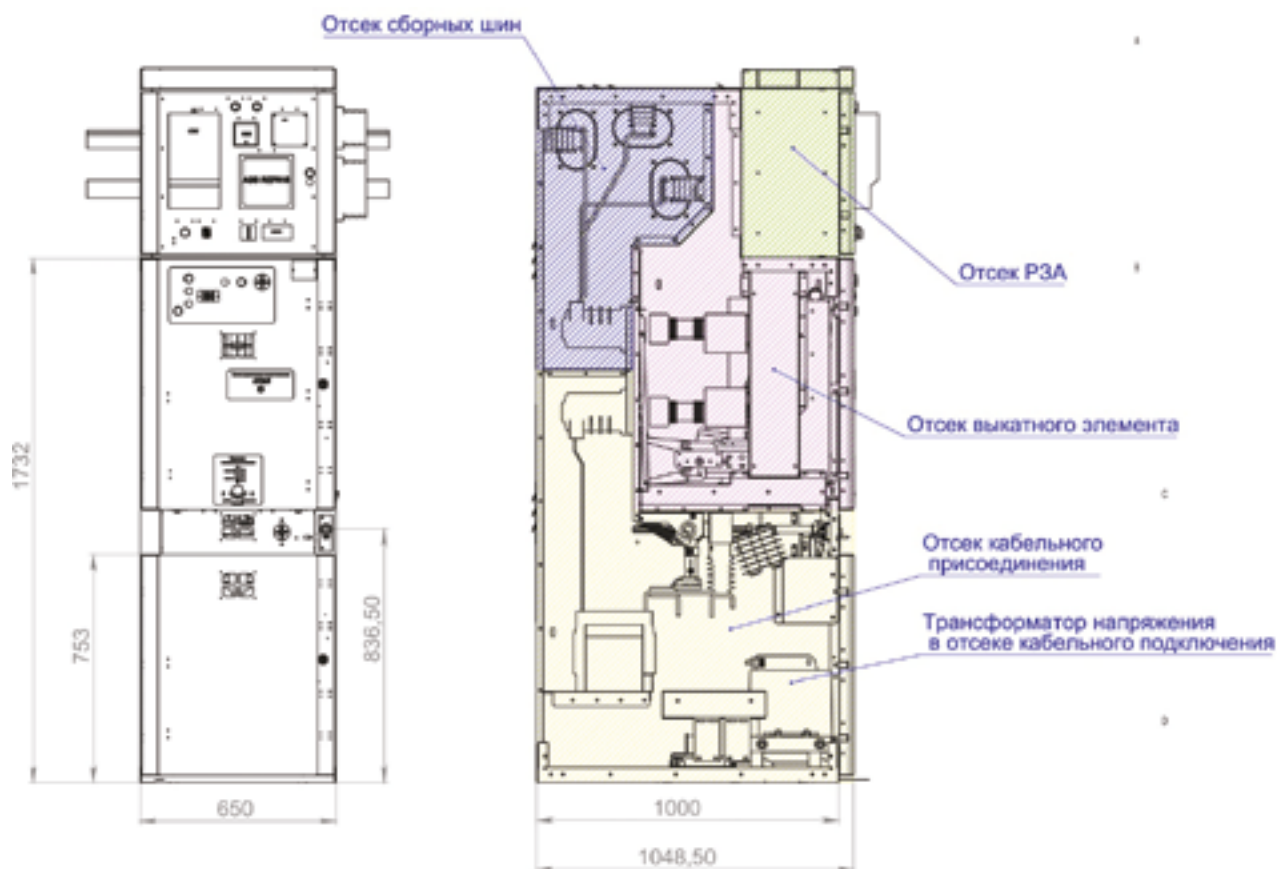 Отсек сборных шин
Отсек РЗА
Отсек выкатного элемента
Отсек кабельного
присоединения
Трансформатор напряжения
в отсеке кабельного подключения
1732
753
836,50
650
1000
1048,50